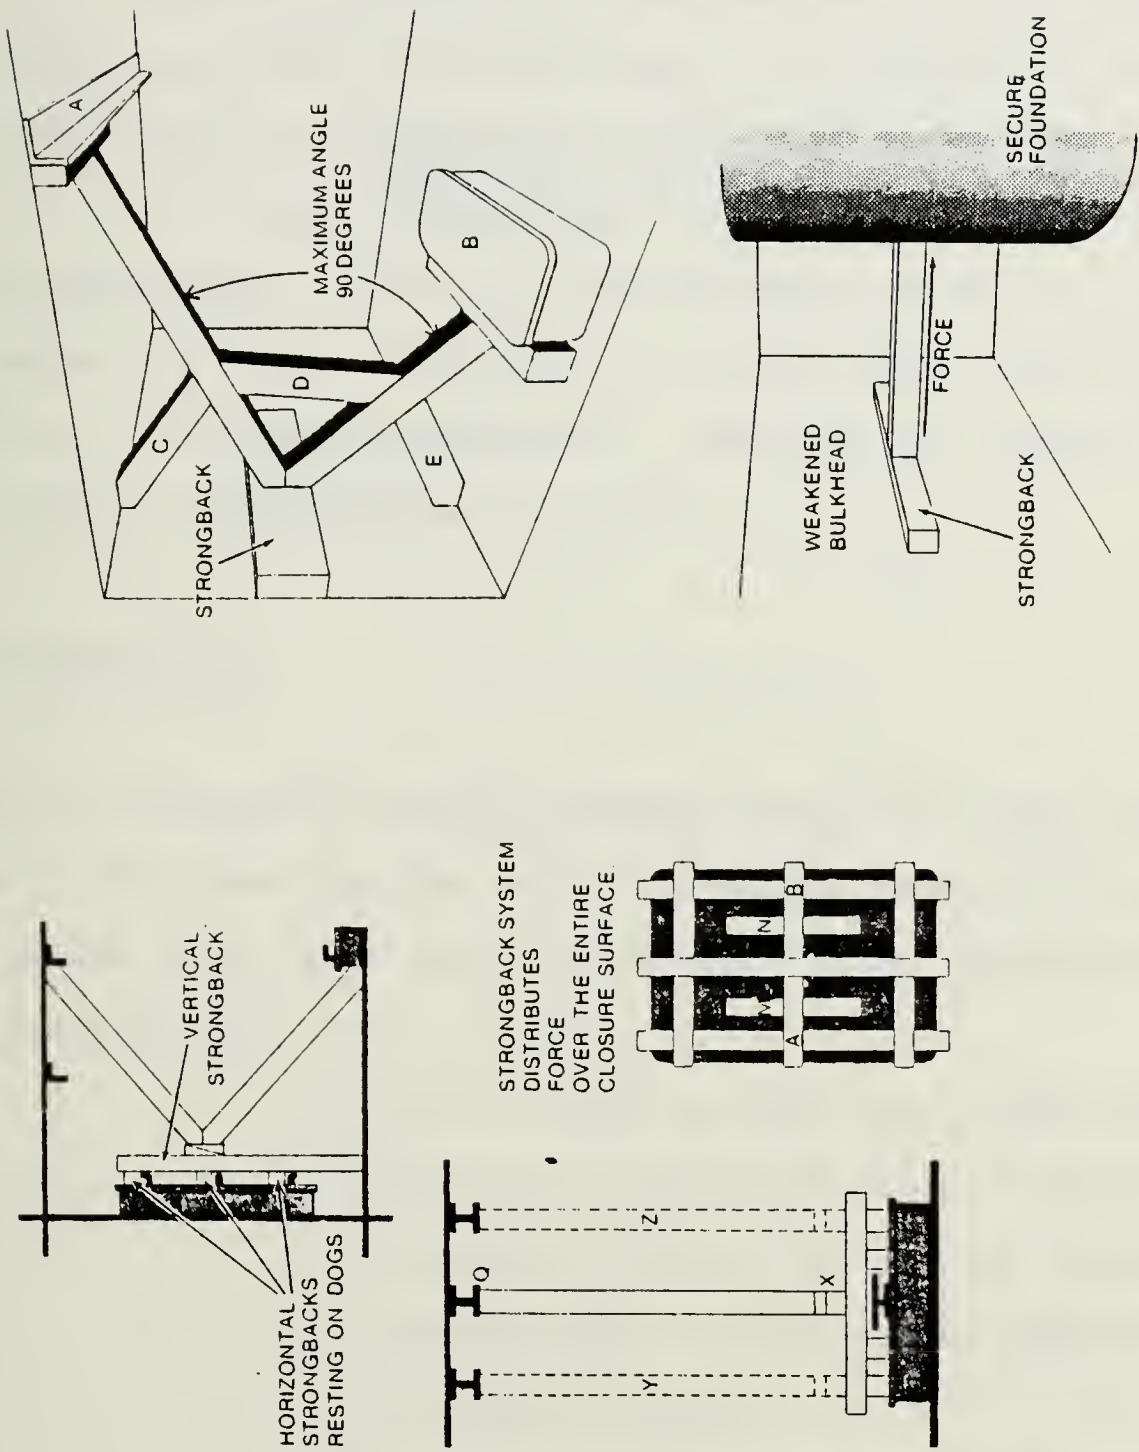 HORIZONTAL
STRONGBACKS
RESTING ON DOGS
VERTICAL
STRONGBACK
STRONGBACK
C
D
E
A
B
MAXIMUM ANGLE
90 DEGREES
Y
Q
X
Z
STRONGBACK SYSTEM
DISTRIBUTES
FORCE
OVER THE ENTIRE
CLOSURE SURFACE.
M
N
A
B
WEAKENED
BULKHEAD
FORCE
STRONGBACK
SECURE
FOUNDATION